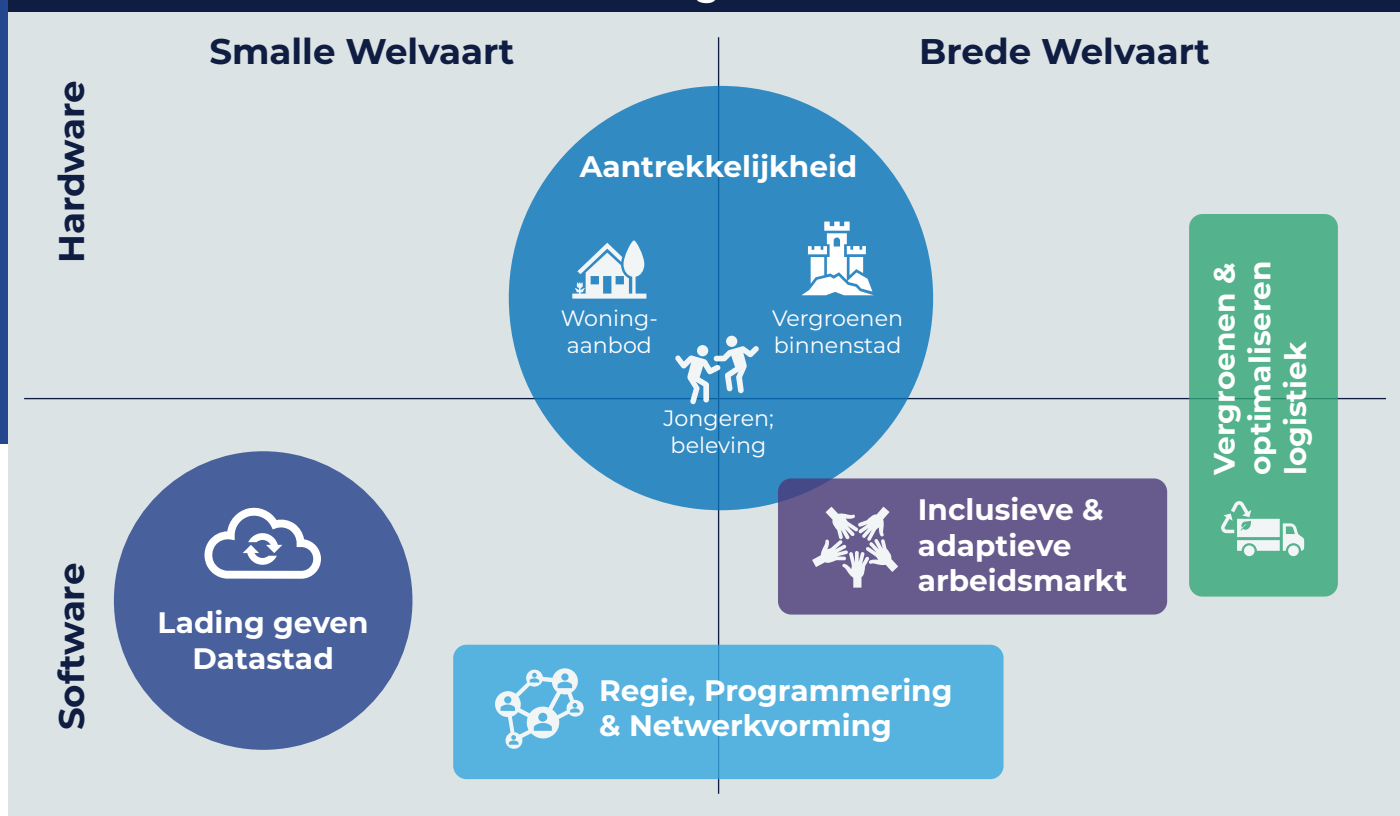 Smalle Welvaart
Brede Welvaart
Hardware
Aantrekkelijkheid
Woning-
aanbod
Vergroenen
binnenstad
Jongeren;
beleving
Vergroenen &
optimaliseren
logistiek
Software
Lading geven
Datastad
Inclusieve &
adaptieve
arbeidsmarkt
Regie, Programmering
& Netwerkvorming